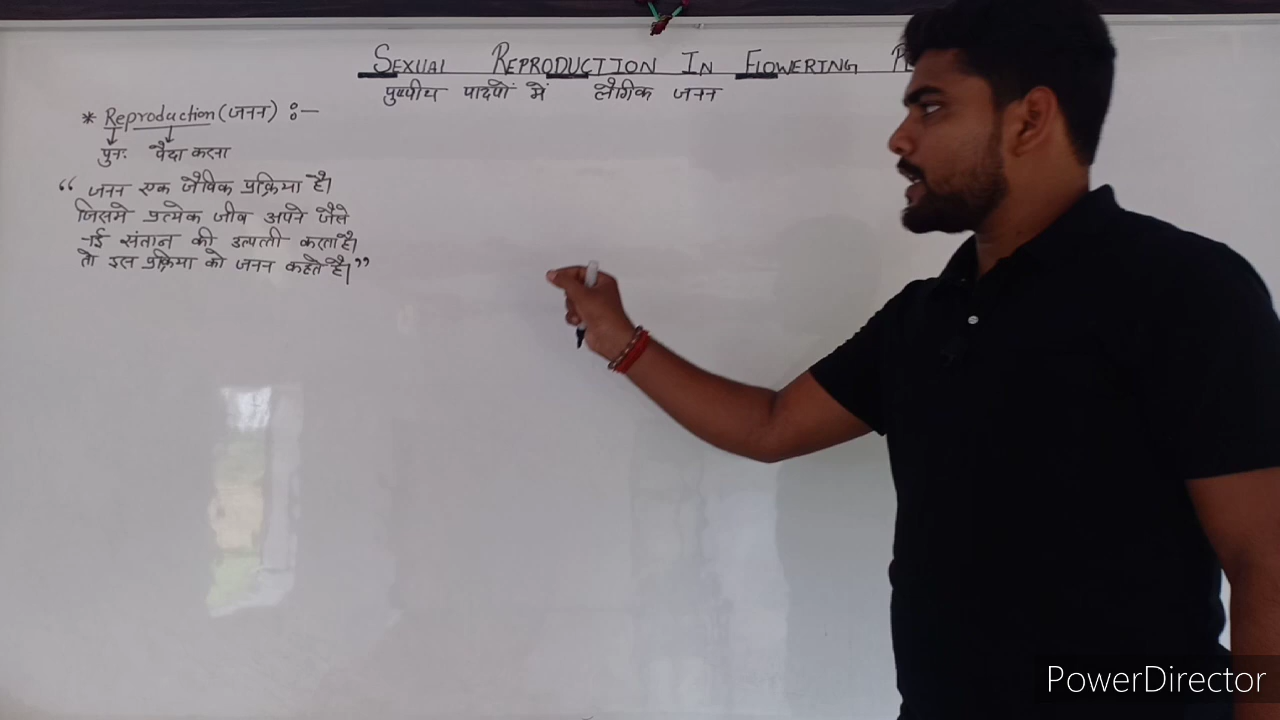 SEXUAL REPRODUCTION IN FLOWERING
पुष्पीय पादपों में लैंगिक जनन
* Reproduction (जनन) :—
पुनः पैदा करना
“ जनन एक जैविक प्रक्रिया है।
जिसमे प्रत्येक जीव अपने जैसे
नई संतान की उत्पत्ती करता है।
तो इस प्रक्रिया को जनन कहते है।”
PowerDirector